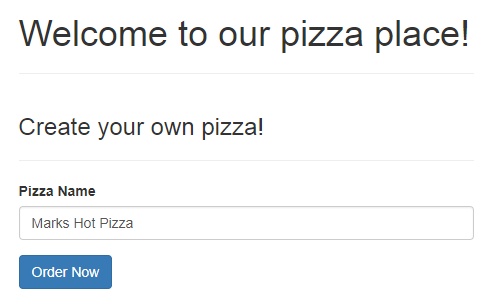 Welcome to our pizza place!
Create your own pizza!
Pizza Name
Marks Hot Pizza
Order Now